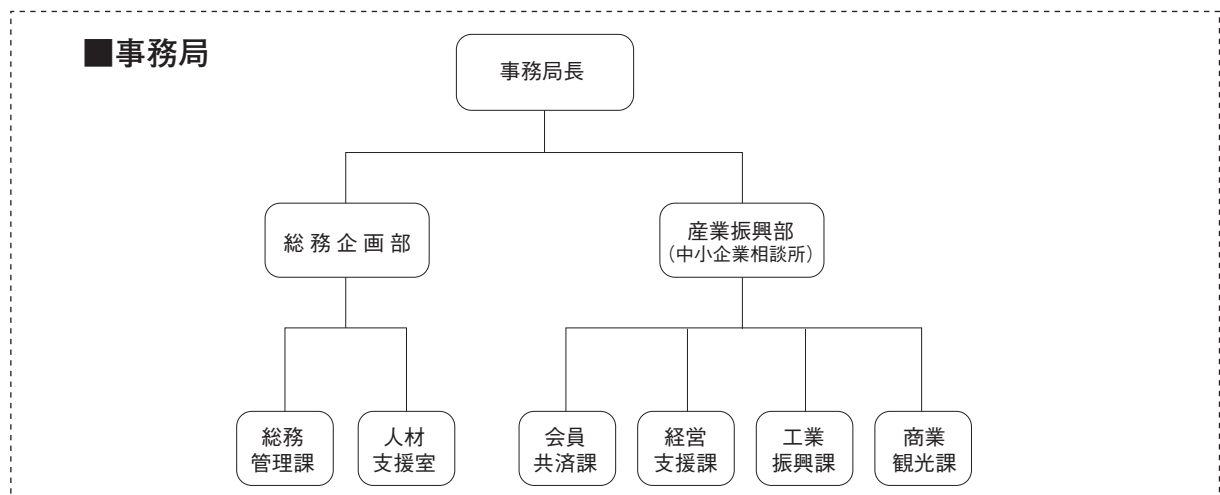 ■事務局
事務局長
総務企画部
産業振興部
（中小企業相談所）
総務
管理課
人材
支援室
会員
共済課
経営
支援課
工業
振興課
商業
観光課